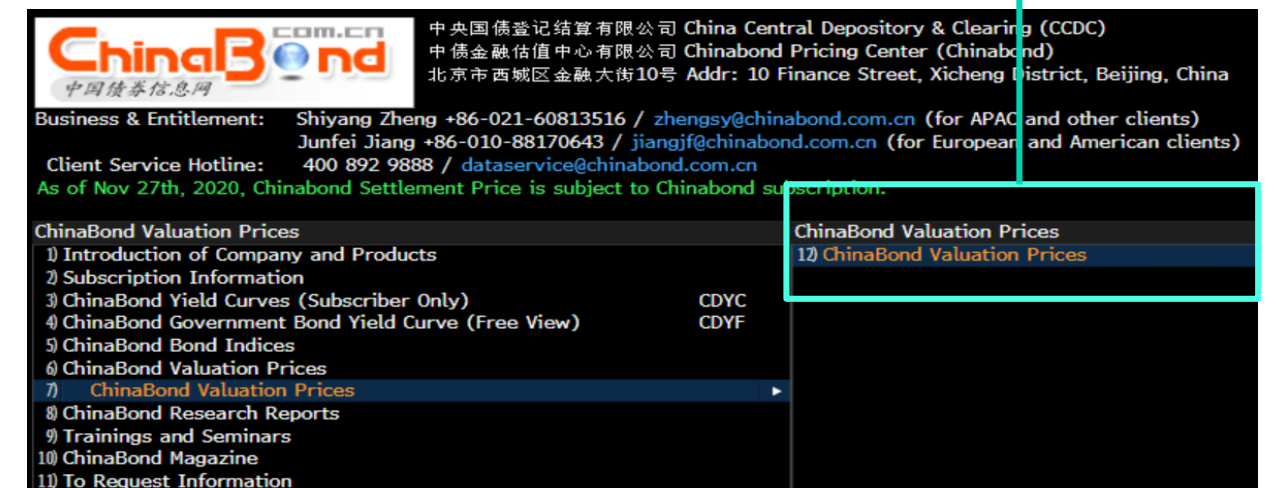 ChinaBond
com.cn
中国债券信息网
中央国债登记结算有限公司 China Central Depository & Clearing (CCDC)
中债金融估值中心有限公司 Chinabond Pricing Center (Chinabond)
北京市西城区金融大街10号 Addr: 10 Finance Street, Xicheng District, Beijing, China
Business & Entitlement: Shiyang Zheng +86-021-60813516 / zhengsy@chinabond.com.cn (for APAC and other clients)
Junfei Jiang +86-010-88170643 / jiangjf@chinabond.com.cn (for European and American clients)
Client Service Hotline: 400 892 9888 / dataservice@chinabond.com.cn
As of Nov 27th, 2020, Chinabond Settlement Price is subject to Chinabond subscription.
ChinaBond Valuation Prices
1) Introduction of Company and Products
2) Subscription Information
3) ChinaBond Yield Curves (Subscriber Only) CDYC
4) ChinaBond Government Bond Yield Curve (Free View) CDYF
5) ChinaBond Bond Indices
6) ChinaBond Valuation Prices
7) ChinaBond Valuation Prices
8) ChinaBond Research Reports
9) Trainings and Seminars
10) ChinaBond Magazine
11) To Request Information
ChinaBond Valuation Prices
12) ChinaBond Valuation Prices